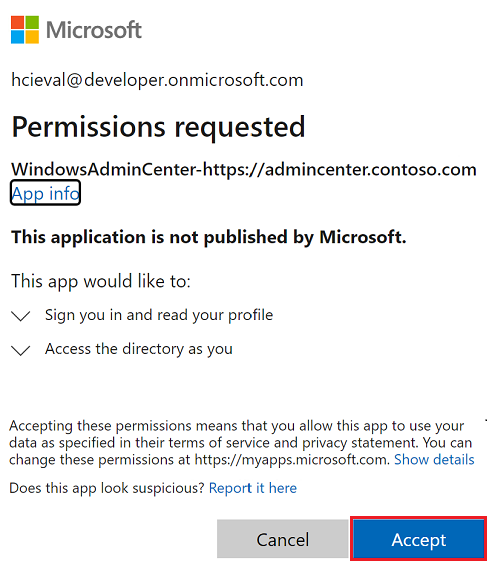 Microsoft
hcieval@developer.onmicrosoft.com
Permissions requested
WindowsAdminCenter-https://admincenter.contoso.com
App info
This application is not published by Microsoft.
This app would like to:
Sign you in and read your profile
Access the directory as you
Accepting these permissions means that you allow this app to use your
data as specified in their terms of service and privacy statement. You can
change these permissions at https://myapps.microsoft.com. Show details
Does this app look suspicious? Report it here
Cancel
Accept